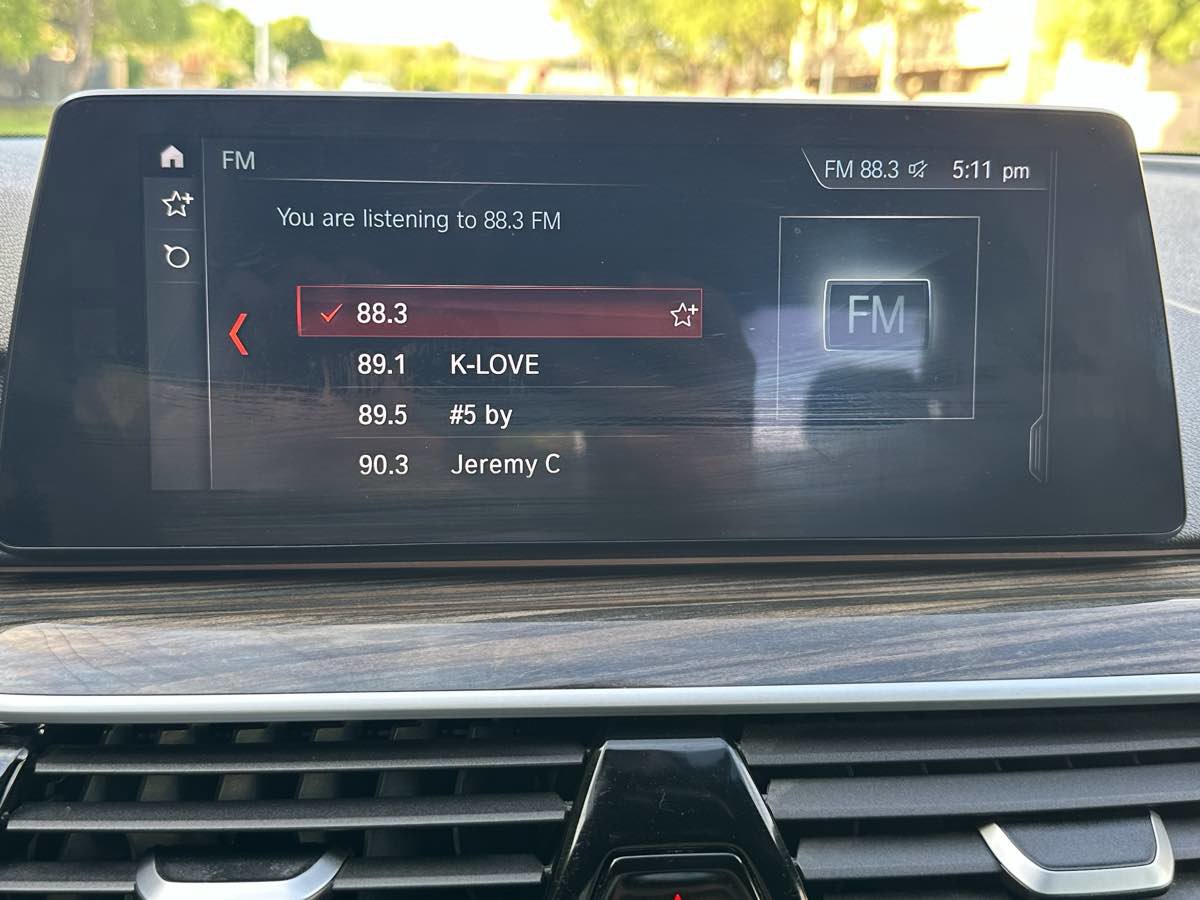 FM
FM 88.3
5:11 pm
You are listening to 88.3 FM
88.3
89.1 K-LOVE
89.5 #5 by
90.3 Jeremy C
FM